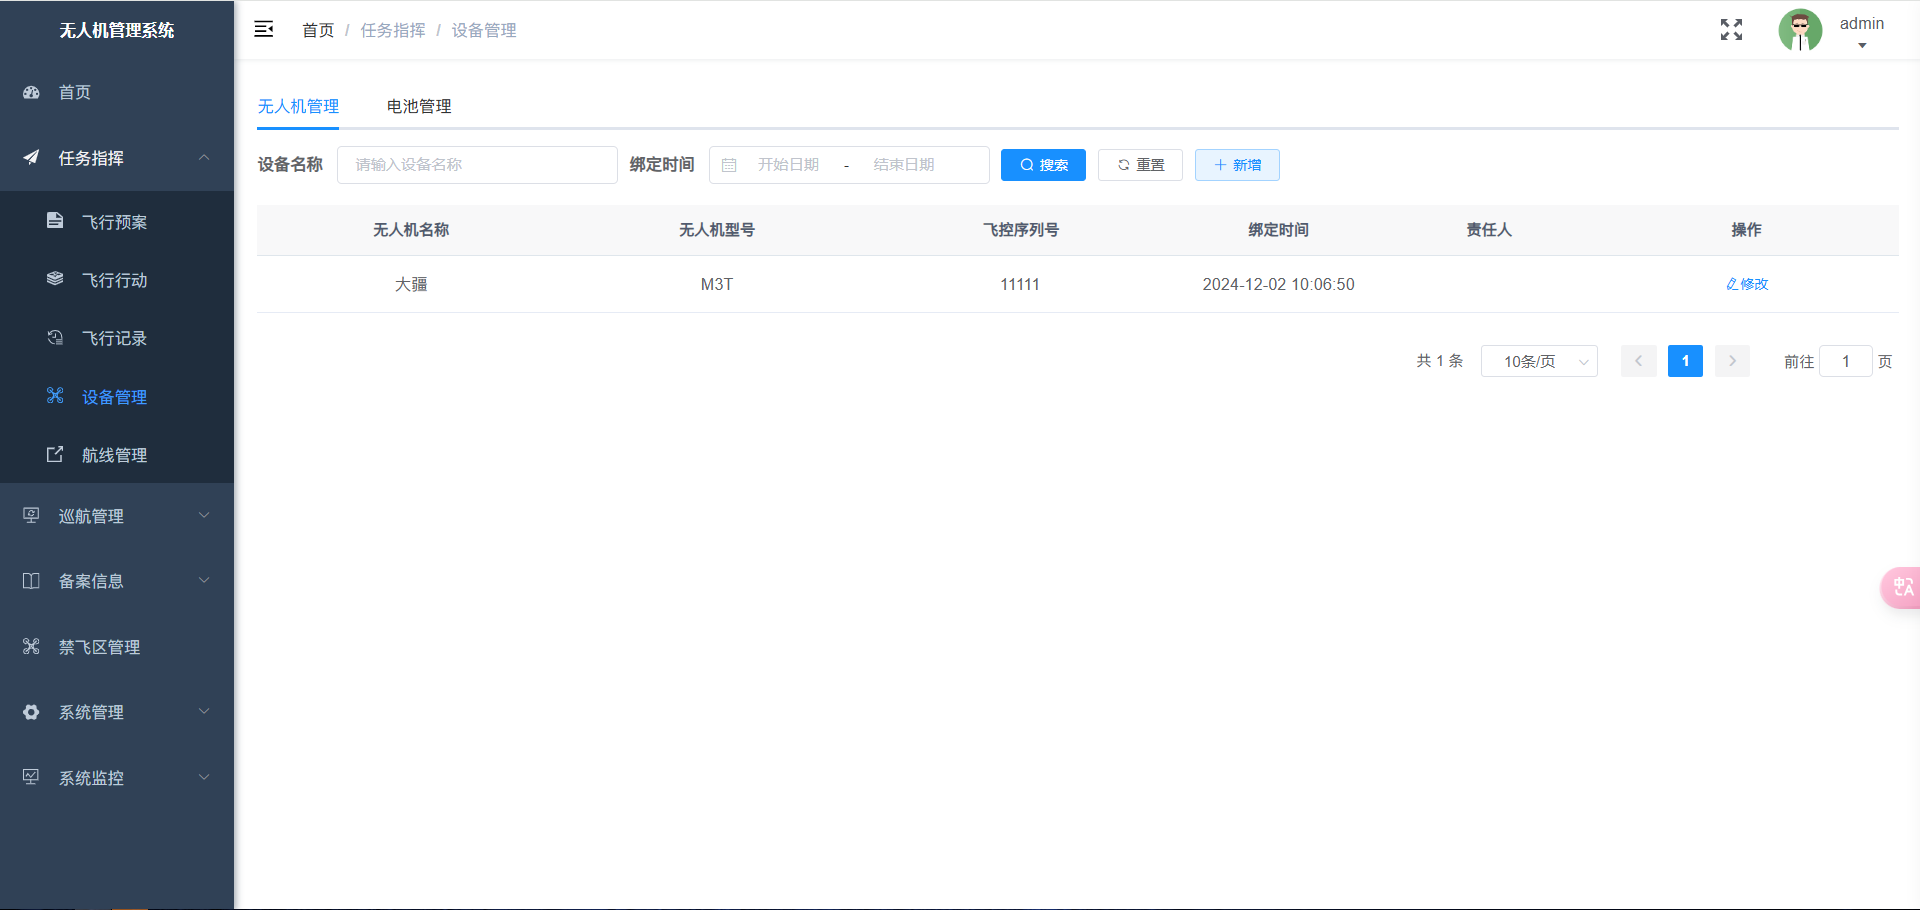 无人机管理系统
首页
任务指挥
飞行预案
飞行行动
飞行记录
设备管理
航线管理
巡航管理
备案信息
禁飞区管理
系统管理
系统监控
首页 / 任务指挥 / 设备管理
admin
无人机管理 电池管理
设备名称 请输入设备名称 绑定时间 开始日期 - 结束日期 搜索 重置 新增
无人机名称 无人机型号 飞控序列号 绑定时间 责任人 操作
大疆 M3T 11111 2024-12-02 10:06:50 修改
共 1 条 10条/页 1 前往 1 页
中A